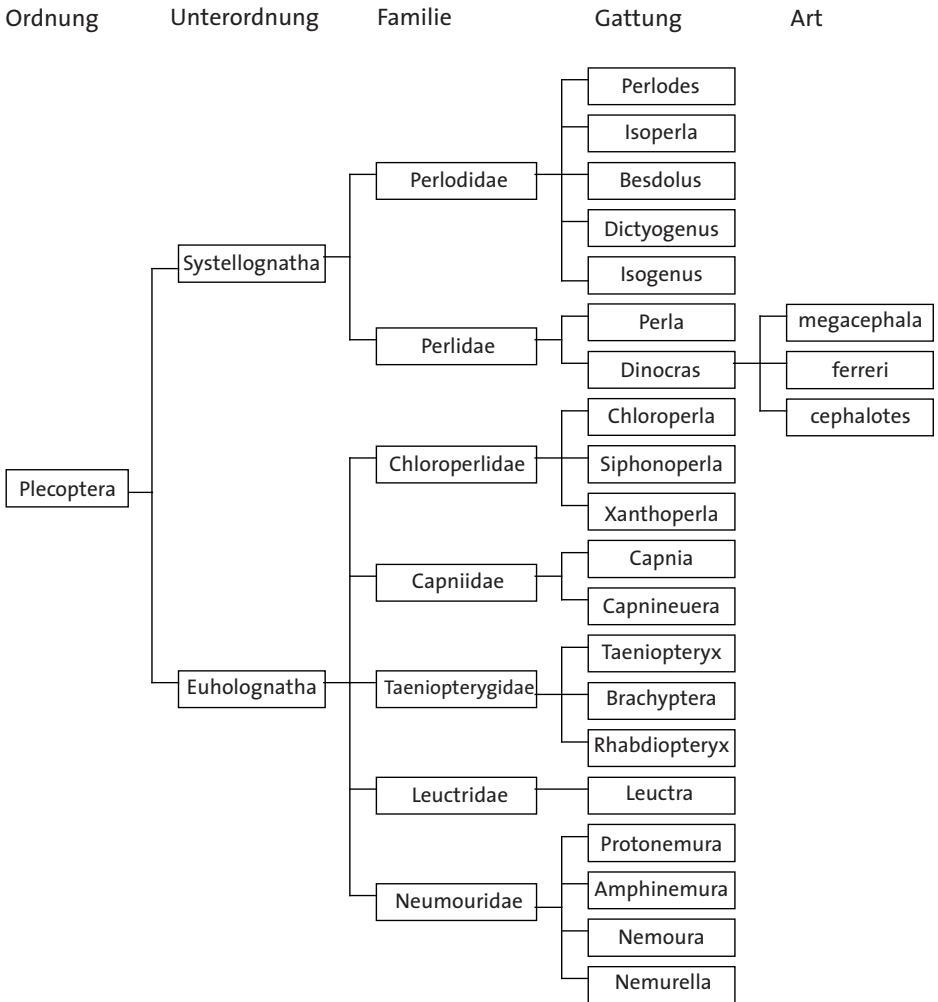 Ordnung Unterordnung Familie Gattung Art
Perlodes
Isoperla
Perlodidae Besdolus
Dictyogenus
Systellognatha
Isogenus
Perla megacephala
Perlidae
Dinocras ferreri
Chloroperla cephalotes
Chloroperlidae Siphonoperla
Plecoptera
Xanthoperla
Capnia
Capniidae
Capnineuera
Taeniopteryx
Euholognatha Taeniopterygidae
Brachyptera
Rhabdiopteryx
Leuctridae Leuctra
Protonemura
Amphinemura
Neumouridae
Nemoura
Nemurella